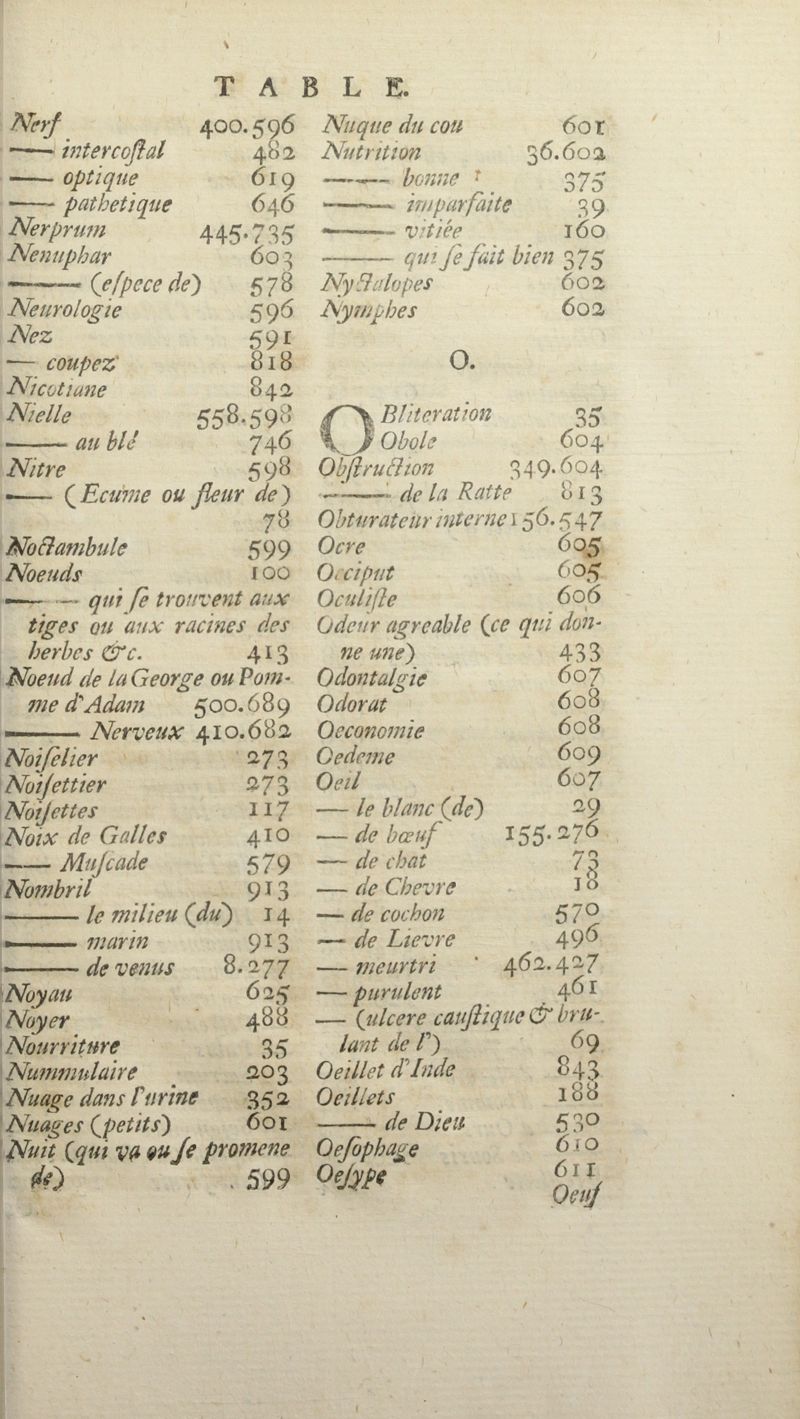 TABLE.
Nerf 400.596
—— intercoſtal 482
—— optique 619
—— pathetique 646
Nerprum 445.735
Nenuphar 603
—— (eſpece de) 578
Neurologie 596
Nez 591
— coupez 818
Nicotiane 842
Nielle 558.598
—— au blé 746
Nitre 598
—— (Ecume ou fleur de)
78
Noctambule 599
Noeuds 100
—— qui ſe trouvent aux
tiges ou aux racines des
herbes &c. 413
Noeud de la George ou Pom-
me d'Adam 500.689
—— Nerveux 410.682
Noiſelier 273
Noiſettier 273
Noiſettes 117
Noix de Galles 410
—— Muſcade 579
Nombril 913
—— le milieu (du) 14
—— marin 913
—— de venus 8.277
Noyau 625
Noyer 488
Nourriture 35
Nummulaire 203
Nuage dans l'urine 352
Nuages (petits) 601
Nuit (qui va ou ſe promene
de) . 599
Nuque du cou 601
Nutrition 36.602
—— bonne 375
—— imparfaite 39
—— vitiée 160
—— qui ſe fait bien 375
Nyctalopes 602
Nymphes 602
O.
OBliteration 35
Obole 604
Obſtruction 349.604
—— de la Ratte 813
Obturateur interne 156.547
Ocre 605
Occiput 605
Oculiſte 606
Odeur agreable (ce qui don-
ne une) 433
Odontalgie 607
Odorat 608
Oeconomie 608
Oedeme 609
Oeil 607
— le blanc (de) 29
— de bœuf 155.276
— de chat 73
— de Chevre 18
— de cochon 570
— de Lievre 496
— meurtri 462.427
— purulent 461
— (ulcere cauſtique & bru-
lant de l') 69
Oeillet d'Inde 843
Oeillets 188
—— de Dieu 530
Oeſophage 610
Oeſype 611
Oeuf